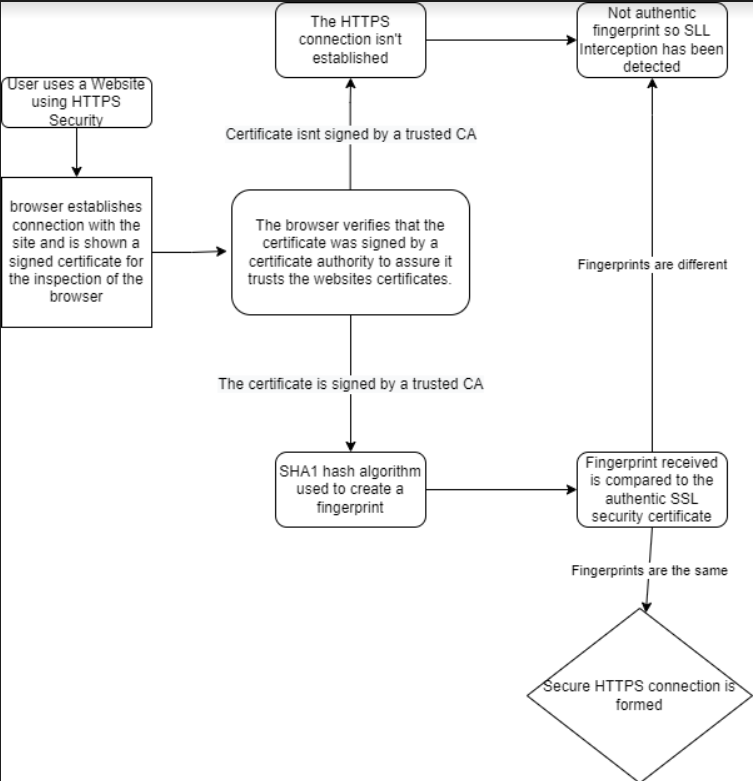 The HTTPS
connection isn't
established
Not authentic
fingerprint so SLL
Interception has been
detected
User uses a Website
using HTTPS
Security
Certificate isnt signed by a trusted CA
browser establishes
connection with the
site and is shown a
signed certificate for
the inspection of the
browser
The browser verifies that the
certificate was signed by a
certificate authority to assure it
trusts the websites certificates.
Fingerprints are different
The certificate is signed by a trusted CA
SHA1 hash algorithm
used to create a
fingerprint
Fingerprint received
is compared to the
authentic SSL
security certificate
Fingerprints are the same
Secure HTTPS connection is
formed